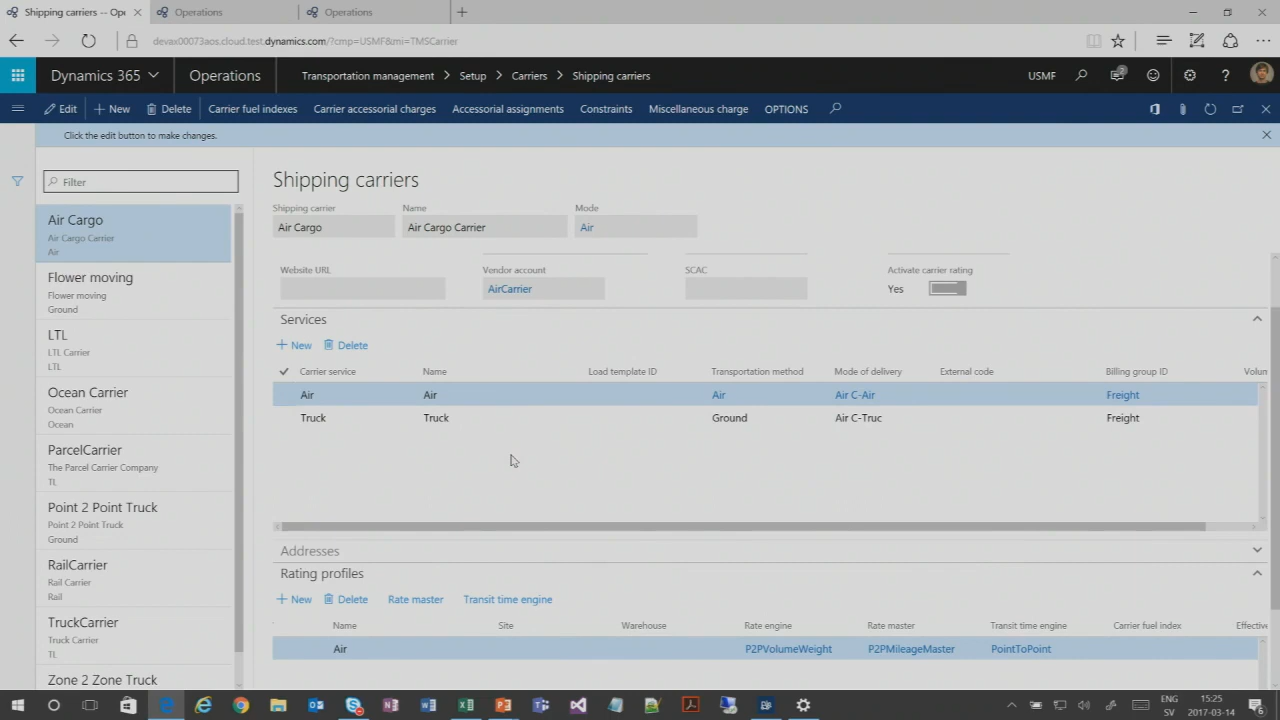 Shipping carriers -- Ope
Operations
Operations
devax00073aos.cloud.test.dynamics.com/?cmp=USMF&mi=TMSCarrier
Dynamics 365
Operations
Transportation management > Setup > Carriers > Shipping carriers
USMF
2
?
Edit
+ New
Delete
Carrier fuel indexes
Carrier accessorial charges
Accessorial assignments
Constraints
Miscellaneous charge
OPTIONS
Click the edit button to make changes.
Filter
Air Cargo
Air Cargo Carrier
Air
Flower moving
Flower moving
Ground
LTL
LTL Carrier
LTL
Ocean Carrier
Ocean Carrier
Ocean
ParcelCarrier
The Parcel Carrier Company
TL
Point 2 Point Truck
Point 2 Point Truck
Ground
RailCarrier
Rail Carrier
Rail
TruckCarrier
Truck Carrier
TL
Zone 2 Zone Truck
Shipping carriers
Shipping carrier
Name
Mode
Air Cargo
Air Cargo Carrier
Air
Website URL
Vendor account
SCAC
Activate carrier rating
AirCarrier
Yes
Services
+ New
Delete
Carrier service
Name
Load template ID
Transportation method
Mode of delivery
External code
Billing group ID
Volun
Air
Air
Air
Air C-Air
Freight
Truck
Truck
Ground
Air C-Truc
Freight
Addresses
Rating profiles
+ New
Delete
Rate master
Transit time engine
Name
Site
Warehouse
Rate engine
Rate master
Transit time engine
Carrier fuel index
Effective
Air
P2PVolumeWeight
P2PMileageMaster
PointToPoint
ENG
SV
15:25
2017-03-14
6